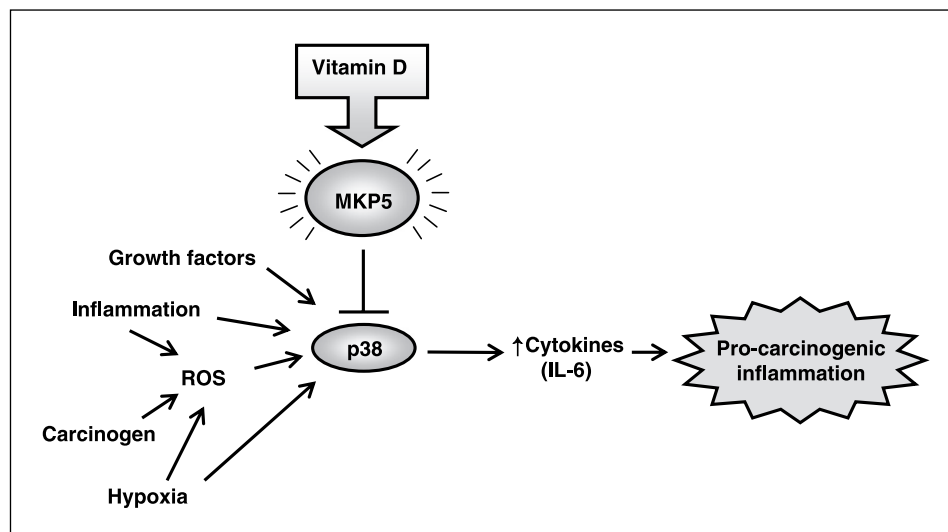 Vitamin D
MKP5
Growth factors
Inflammation
p38
↑Cytokines
(IL-6)
Pro-carcinogenic
inflammation
ROS
Carcinogen
Hypoxia